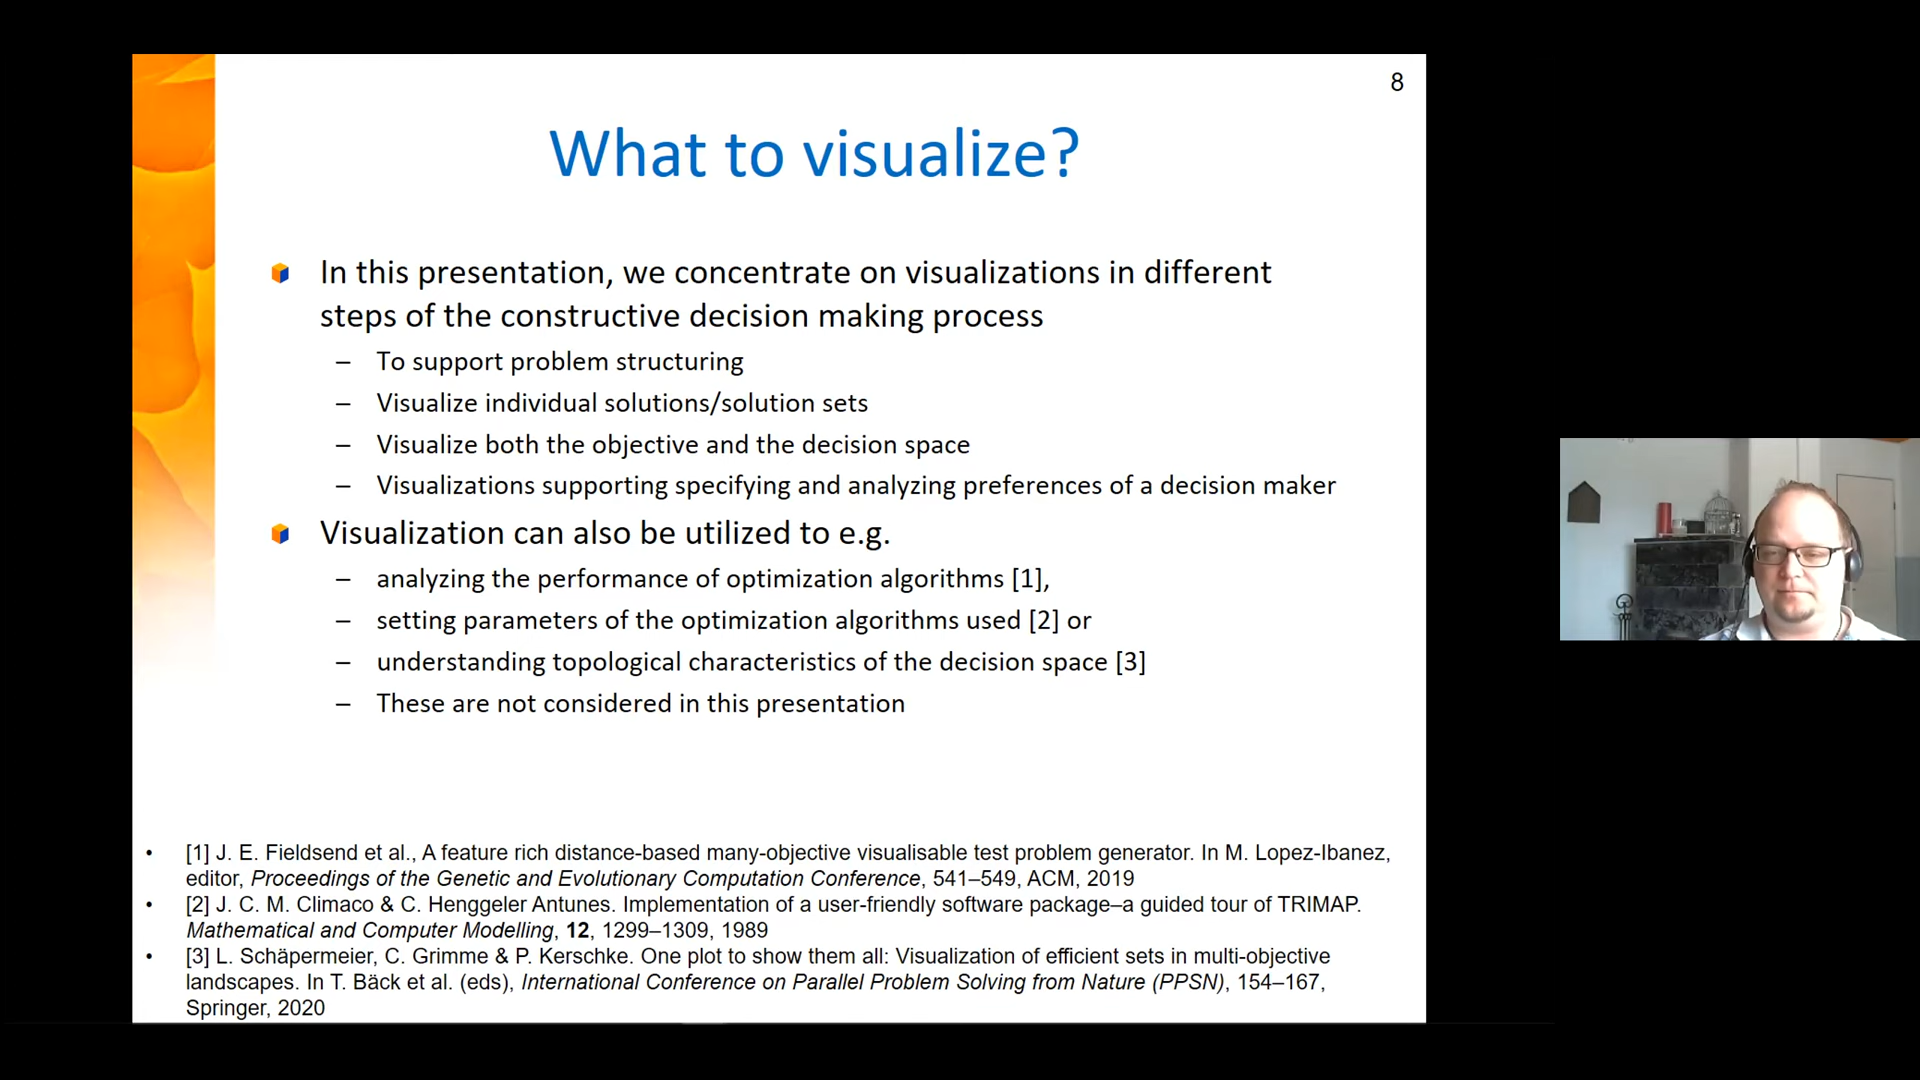 8
What to visualize?
In this presentation, we concentrate on visualizations in different
steps of the constructive decision making process
– To support problem structuring
– Visualize individual solutions/solution sets
– Visualize both the objective and the decision space
– Visualizations supporting specifying and analyzing preferences of a decision maker
Visualization can also be utilized to e.g.
– analyzing the performance of optimization algorithms [1],
– setting parameters of the optimization algorithms used [2] or
– understanding topological characteristics of the decision space [3]
– These are not considered in this presentation
• [1] J. E. Fieldsend et al., A feature rich distance-based many-objective visualisable test problem generator. In M. Lopez-Ibanez,
editor, Proceedings of the Genetic and Evolutionary Computation Conference, 541–549, ACM, 2019
• [2] J. C. M. Climaco & C. Henggeler Antunes. Implementation of a user-friendly software package–a guided tour of TRIMAP.
Mathematical and Computer Modelling, 12, 1299–1309, 1989
• [3] L. Schäpermeier, C. Grimme & P. Kerschke. One plot to show them all: Visualization of efficient sets in multi-objective
landscapes. In T. Bäck et al. (eds), International Conference on Parallel Problem Solving from Nature (PPSN), 154–167,
Springer, 2020